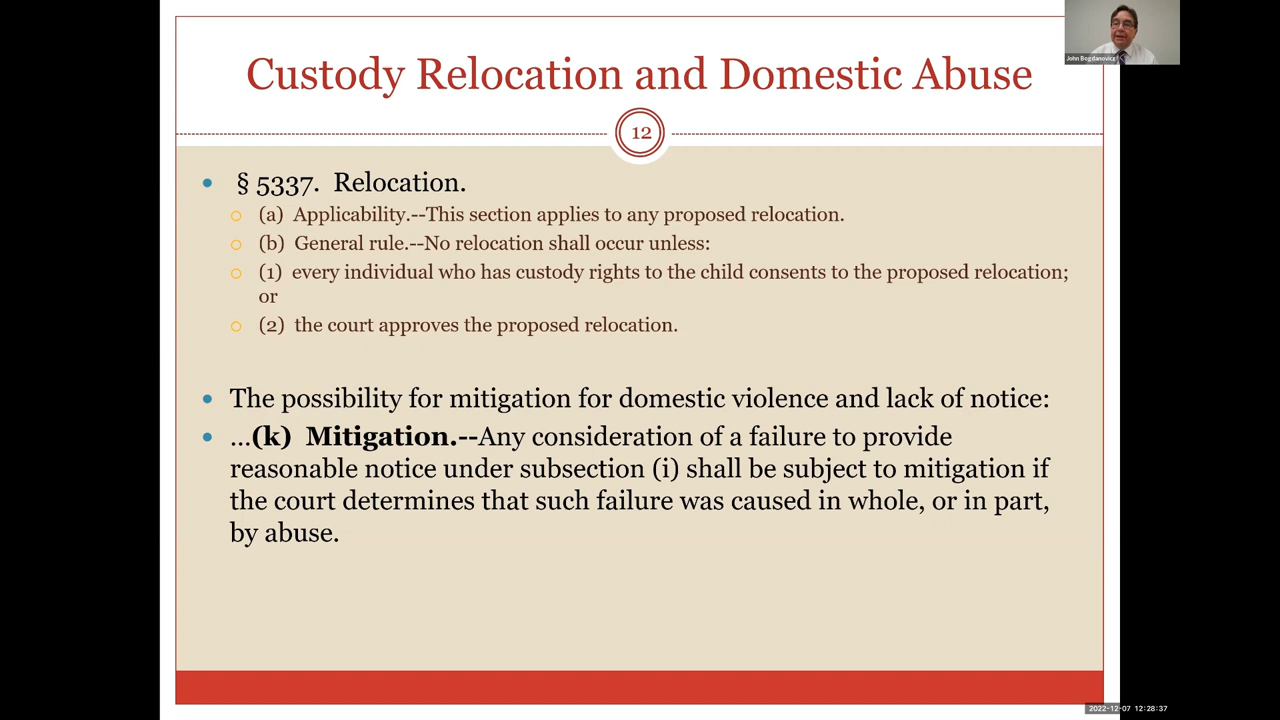 Custody Relocation and Domestic Abuse
John Bogdanovicz
12
§ 5337. Relocation.
(a) Applicability.--This section applies to any proposed relocation.
(b) General rule.--No relocation shall occur unless:
(1) every individual who has custody rights to the child consents to the proposed relocation;
or
(2) the court approves the proposed relocation.
The possibility for mitigation for domestic violence and lack of notice:
...(k) Mitigation.--Any consideration of a failure to provide
reasonable notice under subsection (i) shall be subject to mitigation if
the court determines that such failure was caused in whole, or in part,
by abuse.
2022-12-07 12:28:37